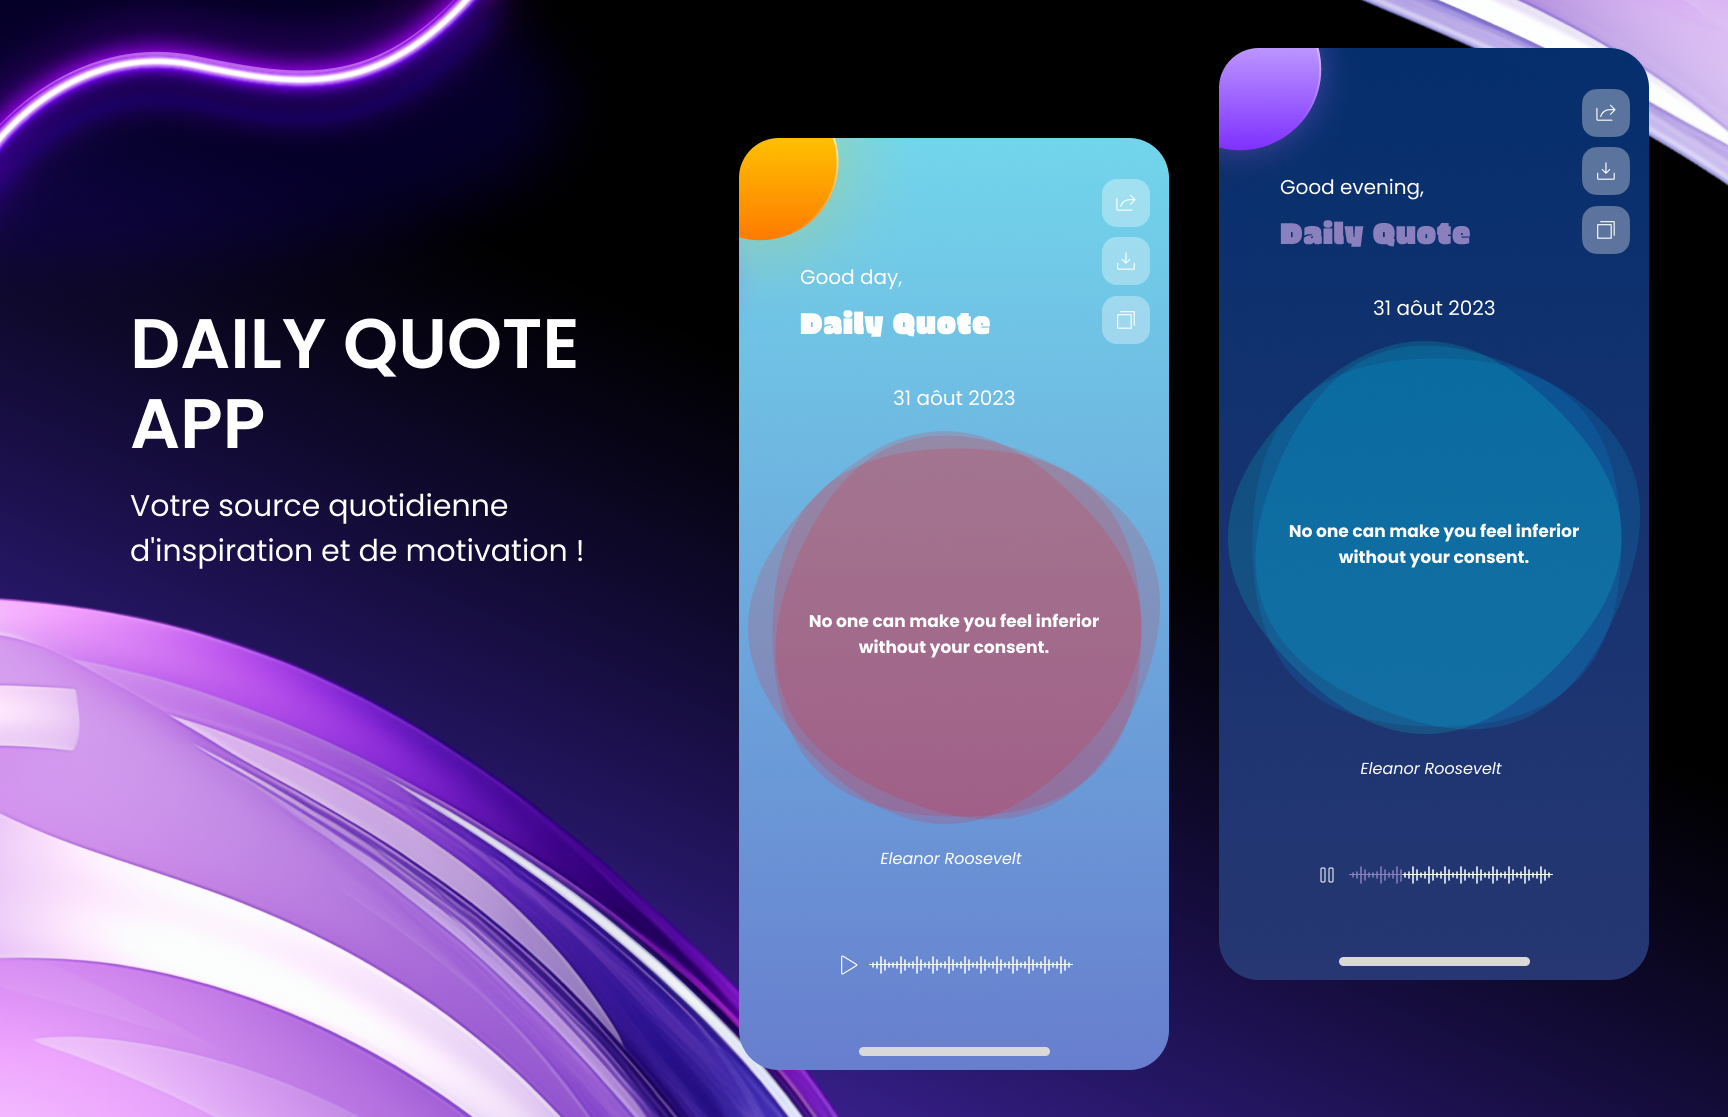 DAILY QUOTE
APP
Votre source quotidienne
d'inspiration et de motivation !
Good day,
Daily Quote
31 aôut 2023
No one can make you feel inferior
without your consent.
Eleanor Roosevelt
Good evening,
Daily Quote
31 aôut 2023
No one can make you feel inferior
without your consent.
Eleanor Roosevelt